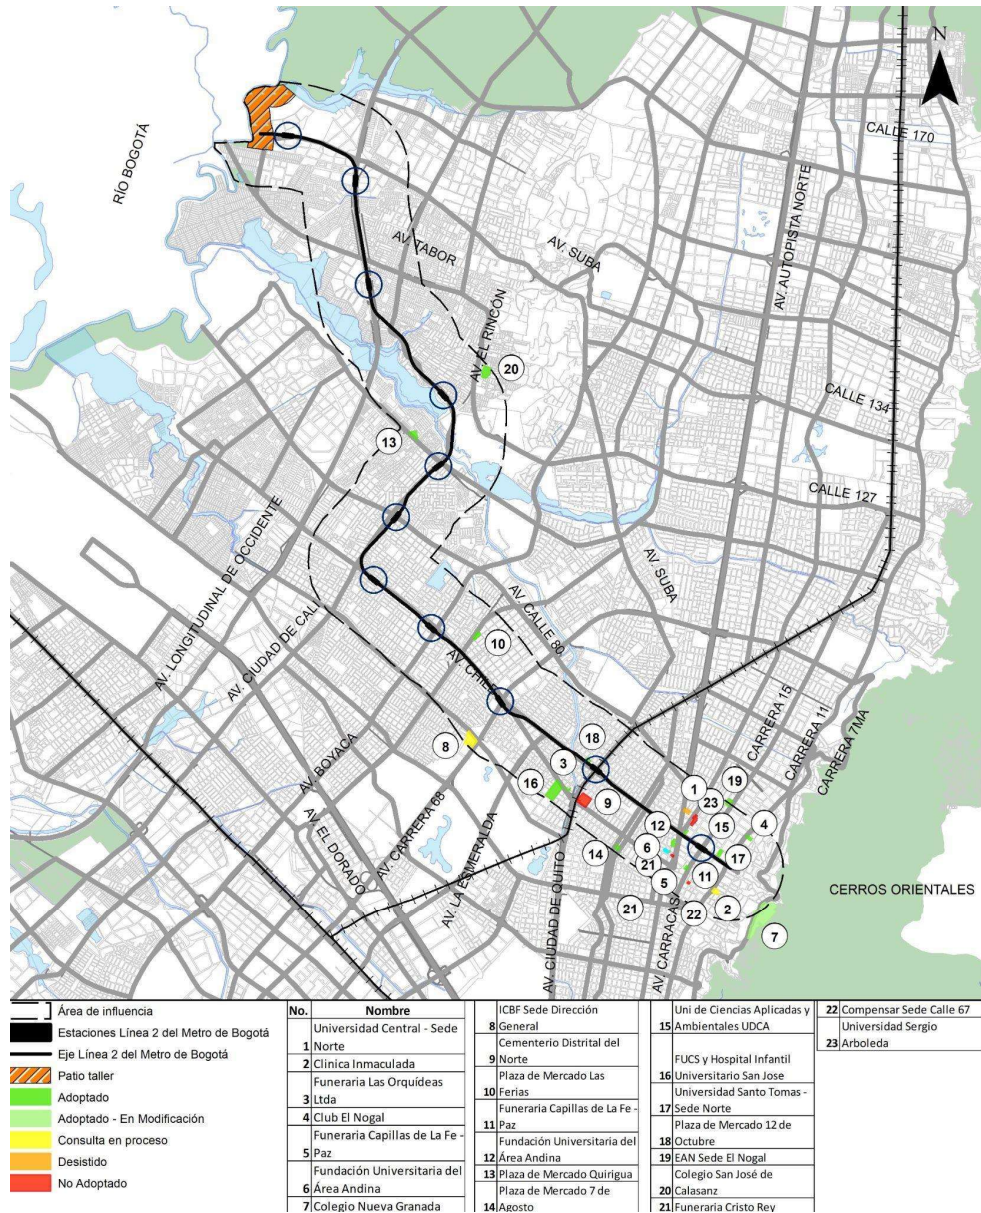 N
CALLE 170
RÍO BOGOTÁ
AV. AUTOPISTA NORTE
AV. TABOR
AV. SUBA
AV. EL RINCÓN
20
CALLE 134
13
CALLE 127
AV. LONGITUDINAL DE OCCIDENTE
AV. SUBA
AV. CIUDAD DE CALI
AV. CALLE 80
10
AV. CHILE
CARRERA 15
CARRERA 11
CARRERA 7MA
18
8
AV. BOYACA
3
16
9
1
19
23
12
15
4
6
14
21
17
5
11
AV. CARRERA 68
AV. EL DORADO
AV. LA ESMERALDA
AV. CIUDAD DE QUITO
AV. CARRACAS
CERROS ORIENTALES
21
22
2
7
Área de influencia
Estaciones Línea 2 del Metro de Bogotá
Eje Línea 2 del Metro de Bogotá
Patio taller
Adoptado
Adoptado - En Modificación
Consulta en proceso
Desistido
No Adoptado
No. Nombre
Universidad Central - Sede
1 Norte
2 Clinica Inmaculada
Funeraria Las Orquídeas
3 Ltda
4 Club El Nogal
Funeraria Capillas de La Fe -
5 Paz
Fundación Universitaria del
6 Área Andina
7 Colegio Nueva Granada
ICBF Sede Dirección
8 General
Cementerio Distrital del
9 Norte
Plaza de Mercado Las
10 Ferias
Funeraria Capillas de La Fe -
11 Paz
Fundación Universitaria del
12 Área Andina
13 Plaza de Mercado Quirigua
Plaza de Mercado 7 de
14 Agosto
Uni de Ciencias Aplicadas y
15 Ambientales UDCA
FUCS y Hospital Infantil
16 Universitario San Jose
Universidad Santo Tomas -
17 Sede Norte
Plaza de Mercado 12 de
18 Octubre
19 EAN Sede El Nogal
Colegio San José de
20 Calasanz
21 Funeraria Cristo Rey
22 Compensar Sede Calle 67
Universidad Sergio
23 Arboleda